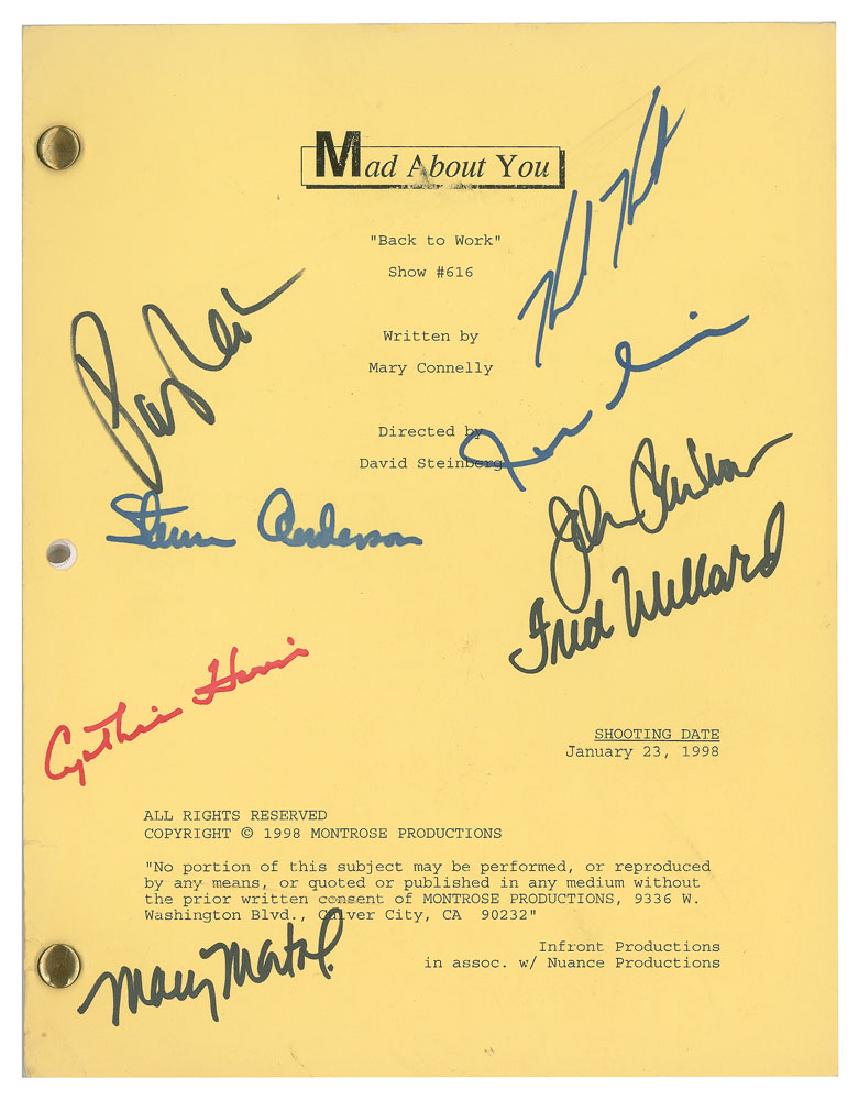 Mad About You
"Back to Work"
Show #616
Written by
Mary Connelly
Directed by
David Steinberg
Cynthia Harris
Fred Willard
SHOOTING DATE
January 23, 1998
ALL RIGHTS RESERVED
COPYRIGHT © 1998 MONTROSE PRODUCTIONS
"No portion of this subject may be performed, or reproduced
by any means, or quoted or published in any medium without
the prior written consent of MONTROSE PRODUCTIONS, 9336 W.
Washington Blvd., Culver City, CA 90232"
Infront Productions
in assoc. w/ Nuance Productions